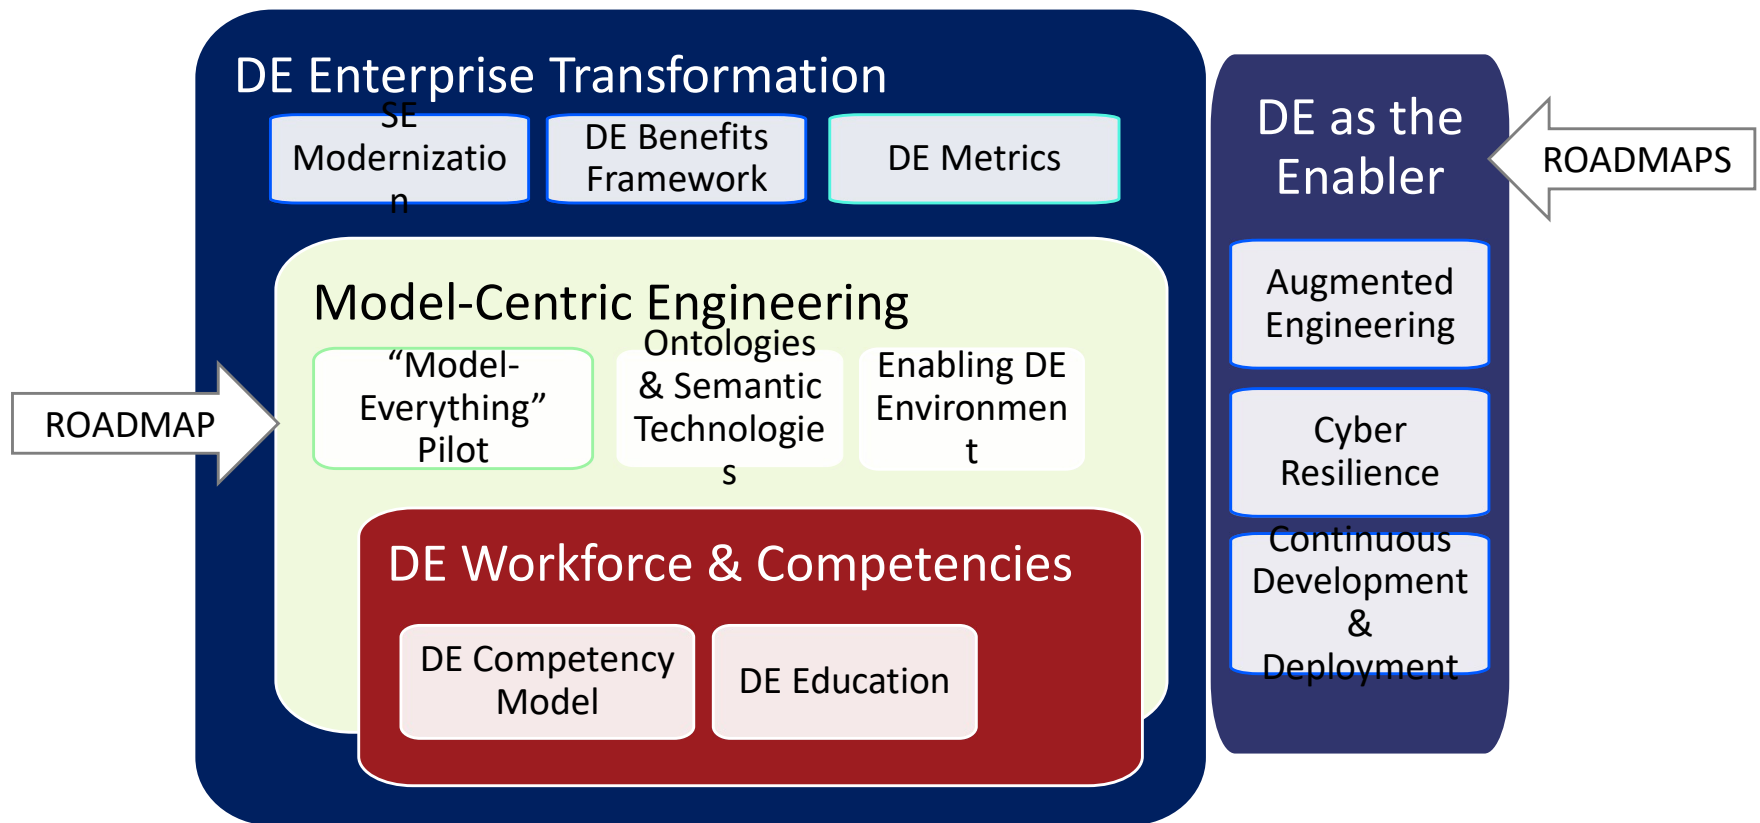 DE Enterprise Transformation
SE
Modernizatio
n
DE Benefits
Framework
DE Metrics
Model-Centric Engineering
“Model-
Everything”
Pilot
Ontologies
& Semantic
Technologie
s
Enabling DE
Environmen
t
DE Workforce & Competencies
DE Competency
Model
DE Education
ROADMAP
DE as the
Enabler
Augmented
Engineering
Cyber
Resilience
Continuous
Development
&
Deployment
ROADMAPS